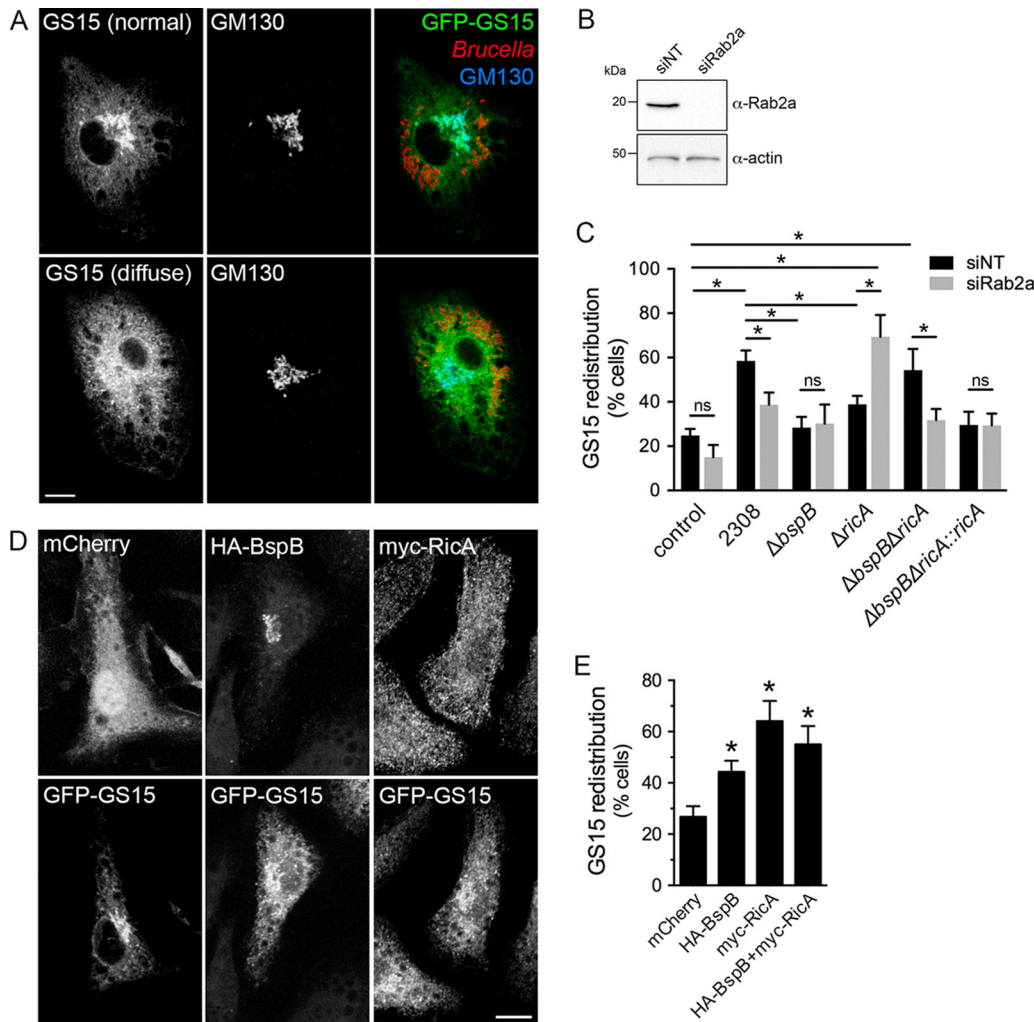 A
GS15 (normal)
GM130
GFP-GS15
Brucella
GM130
GS15 (diffuse)
GM130
B
siNT
siRab2a
kDa
20
α-Rab2a
50
α-actin
C
*
*
*
*
*
*
*
*
ns
ns
ns
siNT
siRab2a
GS15 redistribution
(% cells)
100
80
60
40
20
0
control
2308
ΔbspB
ΔricA
ΔbspBΔricA
ΔbspBΔricA::ricA
D
mCherry
HA-BspB
myc-RicA
GFP-GS15
GFP-GS15
GFP-GS15
E
GS15 redistribution
(% cells)
80
60
40
20
0
*
*
*
mCherry
HA-BspB
myc-RicA
HA-BspB+myc-RicA